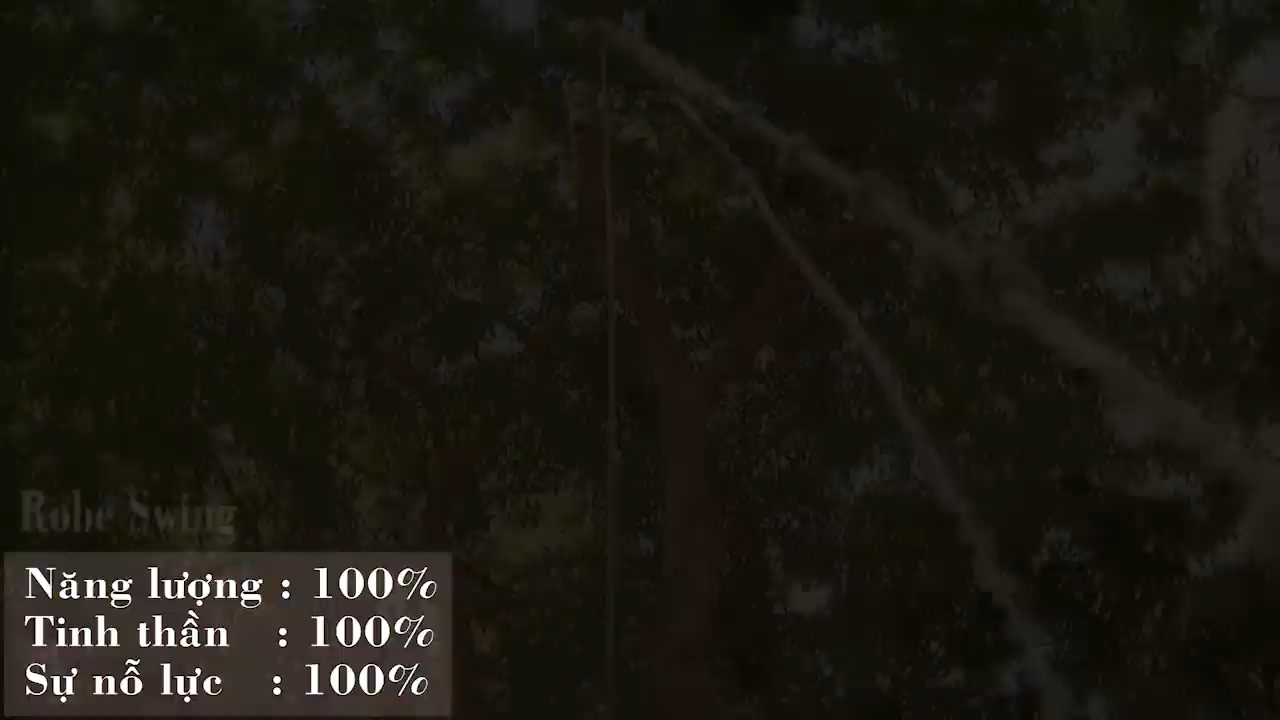 Robe Swing
Năng lượng : 100%
Tinh thần : 100%
Sự nỗ lực : 100%